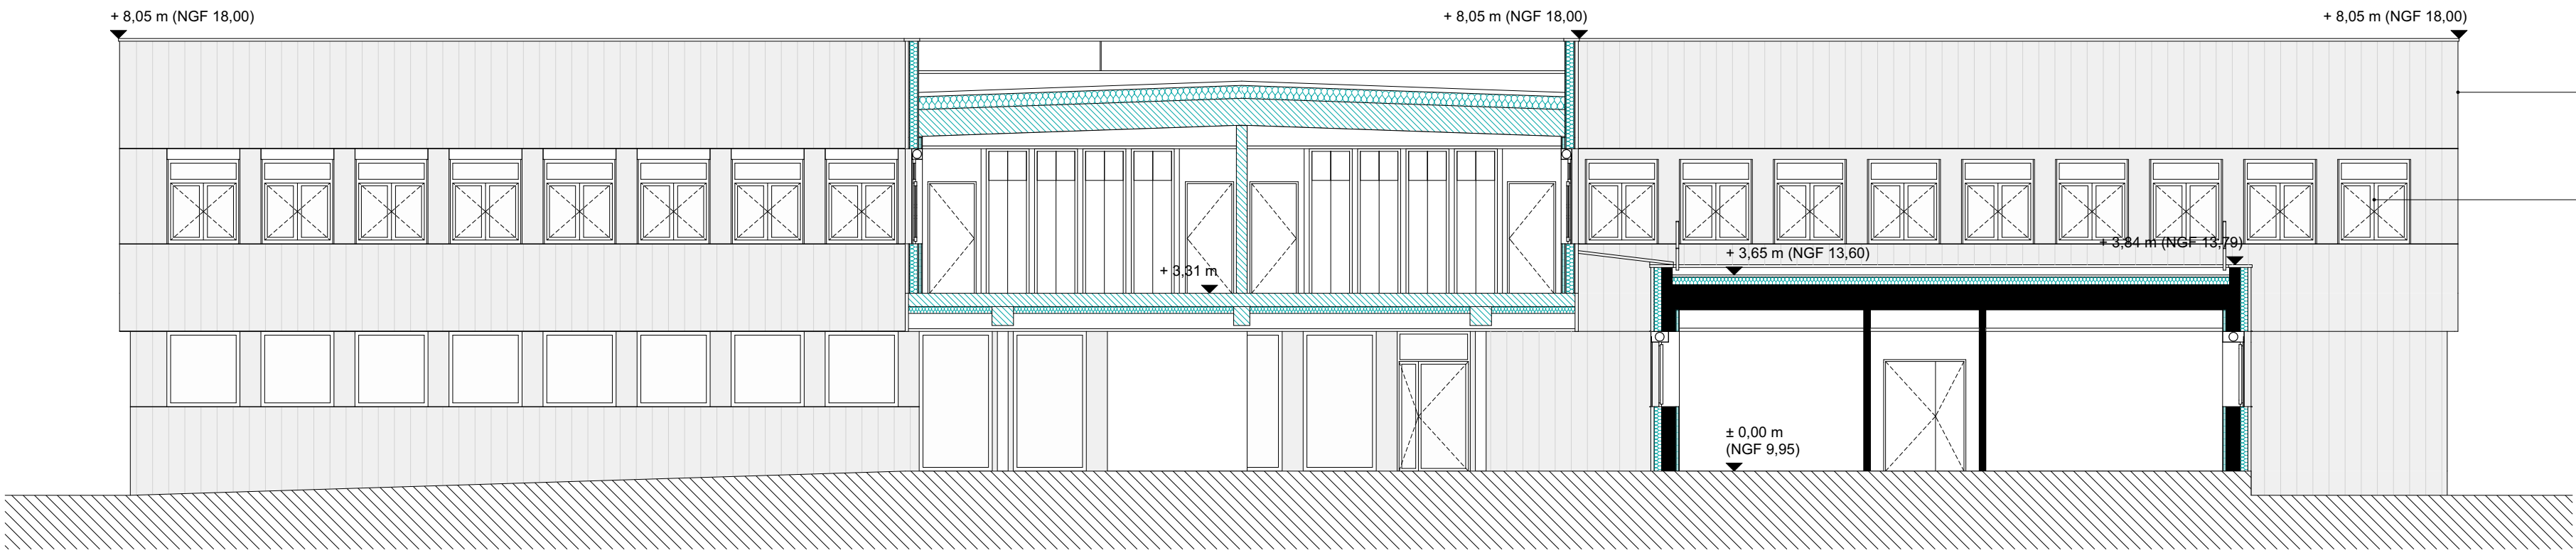 + 8,05 m (NGF 18,00)
+ 8,05 m (NGF 18,00)
+ 8,05 m (NGF 18,00)
+ 3,84 m (NGF 13,79)
+ 3,65 m (NGF 13,60)
+ 3,31 m
± 0,00 m
(NGF 9,95)